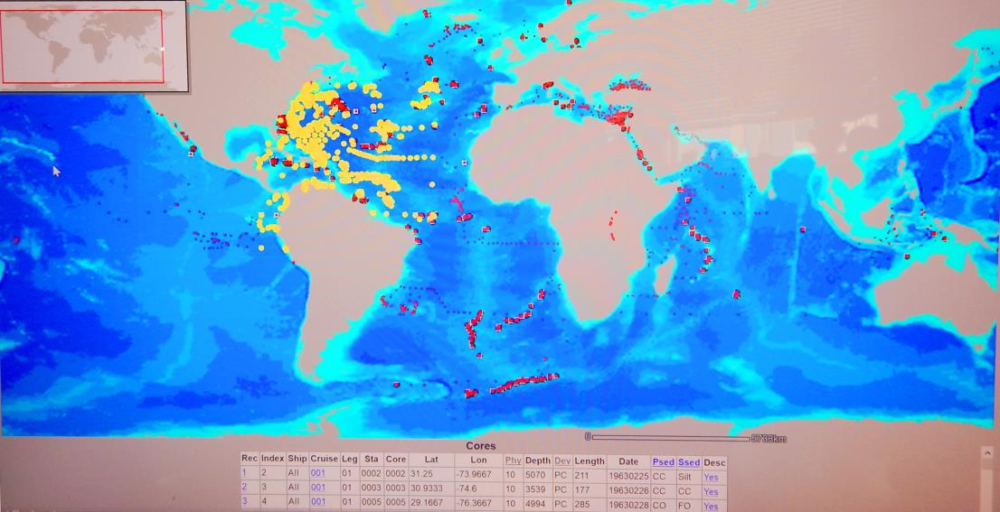 0 5738km
Cores
Rec Index Ship Cruise Leg Sta Core Lat Lon Phy Depth Dev Length Date Psed Ssed Desc
1 2 All 001 01 0002 0002 31.25 -73.9667 10 5070 PC 211 19630225 CC Silt Yes
2 3 All 001 01 0003 0003 30.9333 -74.6 10 3539 PC 177 19630226 CC CC Yes
3 4 All 001 01 0005 0005 29.1667 -76.3667 10 4994 PC 285 19630228 CO FO Yes